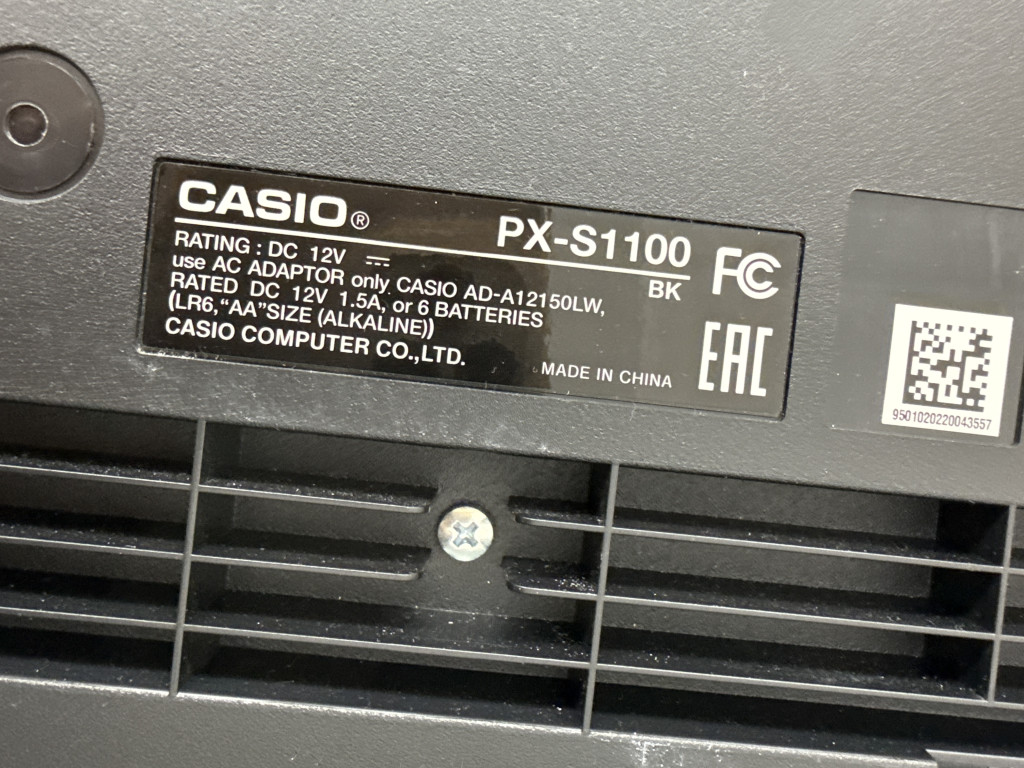 CASIO®
PX-S1100
BK
RATING : DC 12V ⎓
use AC ADAPTOR only CASIO AD-A12150LW,
RATED DC 12V 1.5A, or 6 BATTERIES
(LR6,“AA”SIZE (ALKALINE))
CASIO COMPUTER CO.,LTD.
MADE IN CHINA
FC
EAC
9501020220043557